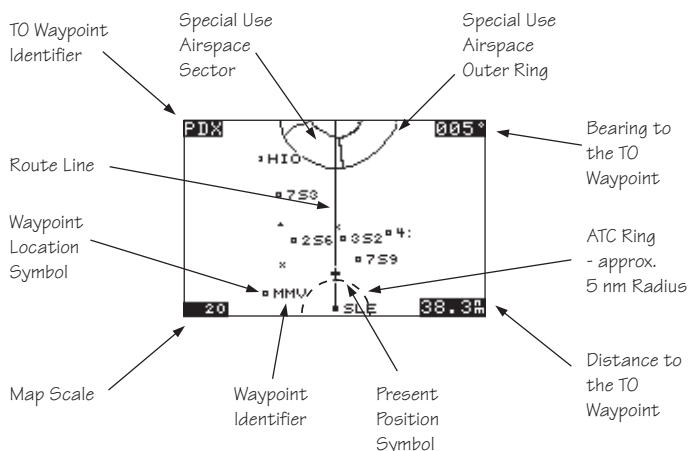 TO Waypoint
Identifier
Special Use
Airspace
Sector
Special Use
Airspace
Outer Ring
PDX
005°
Bearing to
the TO
Waypoint
HIO
Route Line
7S3
Waypoint
Location
Symbol
2S6
3S2
4:
7S9
ATC Ring
- approx.
5 nm Radius
MMV
SLE
20
38.3nm
Map Scale
Waypoint
Identifier
Present
Position
Symbol
Distance to
the TO
Waypoint